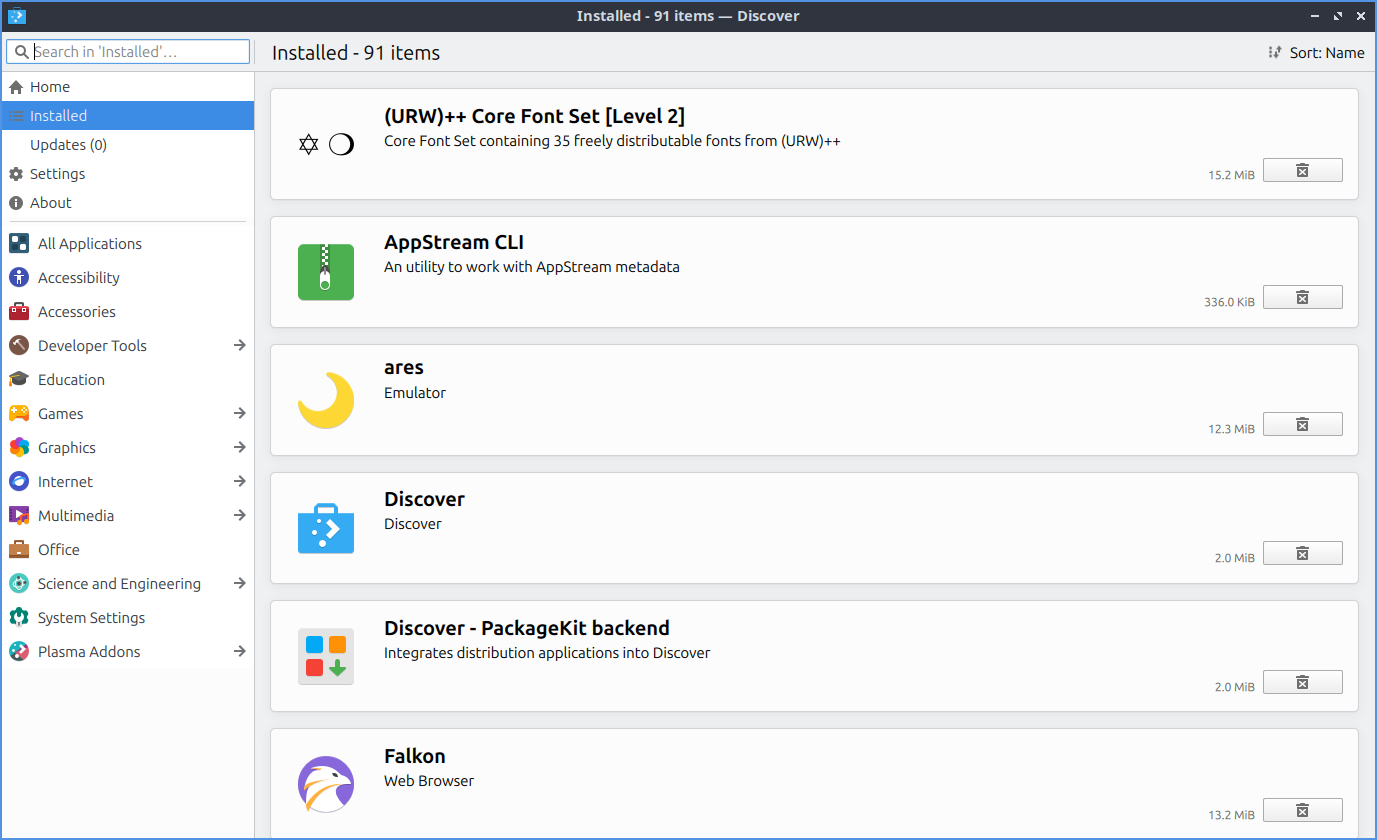 Installed - 91 items — Discover
Search in 'Installed'...
Installed - 91 items
Sort: Name
Home
Installed
Updates (0)
Settings
About
All Applications
Accessibility
Accessories
Developer Tools
Education
Games
Graphics
Internet
Multimedia
Office
Science and Engineering
System Settings
Plasma Addons
(URW)++ Core Font Set [Level 2]
Core Font Set containing 35 freely distributable fonts from (URW)++
15.2 MiB
AppStream CLI
An utility to work with AppStream metadata
336.0 KiB
ares
Emulator
12.3 MiB
Discover
Discover
2.0 MiB
Discover - PackageKit backend
Integrates distribution applications into Discover
2.0 MiB
Falkon
Web Browser
13.2 MiB